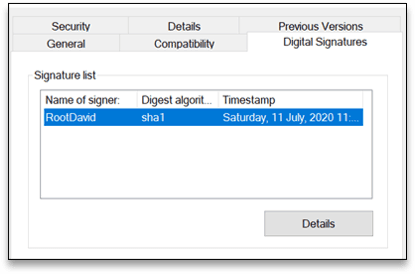 Security Details Previous Versions
General Compatibility Digital Signatures
Signature list
Name of signer: Digest algorit... Timestamp
RootDavid sha1 Saturday, 11 July, 2020 11:...
Details